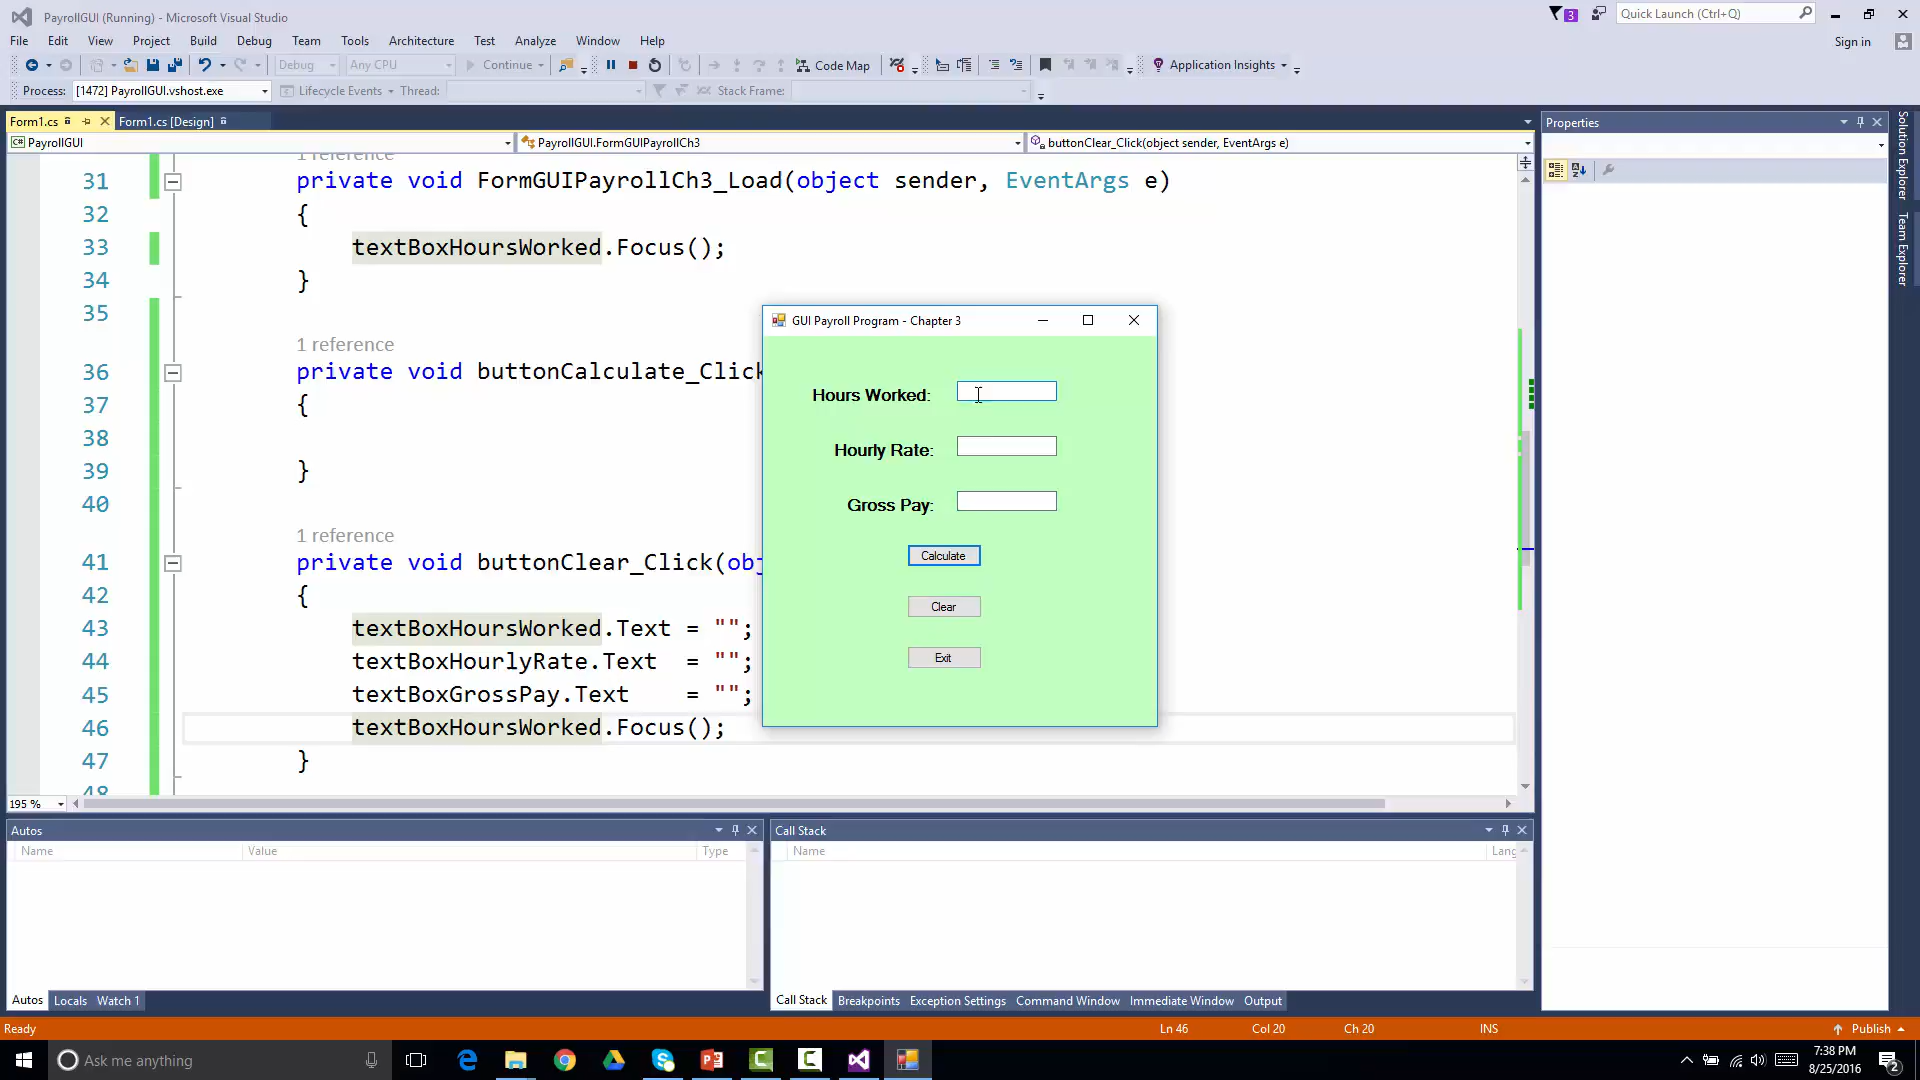 PayrollGUI (Running) - Microsoft Visual Studio
3
Quick Launch (Ctrl+Q)
File Edit View Project Build Debug Team Tools Architecture Test Analyze Window Help
Sign in
Debug Any CPU Continue Code Map Application Insights
Process: [1472] PayrollGUI.vshost.exe Lifecycle Events Thread: Stack Frame:
Form1.cs Form1.cs [Design]
Properties
C# PayrollGUI PayrollGUI.FormGUIPayrollCh3 buttonClear_Click(object sender, EventArgs e)
1 reference
31 private void FormGUIPayrollCh3_Load(object sender, EventArgs e)
32 {
33 textBoxHoursWorked.Focus();
34 }
35
1 reference
36 private void buttonCalculate_Click
37 {
38
39 }
40
1 reference
41 private void buttonClear_Click(obj
42 {
43 textBoxHoursWorked.Text = "";
44 textBoxHourlyRate.Text = "";
45 textBoxGrossPay.Text = "";
46 textBoxHoursWorked.Focus();
47 }
48
GUI Payroll Program - Chapter 3
Hours Worked:
Hourly Rate:
Gross Pay:
Calculate
Clear
Exit
Solution Explorer
Team Explorer
195 %
Autos
Name Value Type
Call Stack
Name Lang
Autos Locals Watch 1
Call Stack Breakpoints Exception Settings Command Window Immediate Window Output
Ready Ln 46 Col 20 Ch 20 INS Publish
Ask me anything
7:38 PM
8/25/2016
2